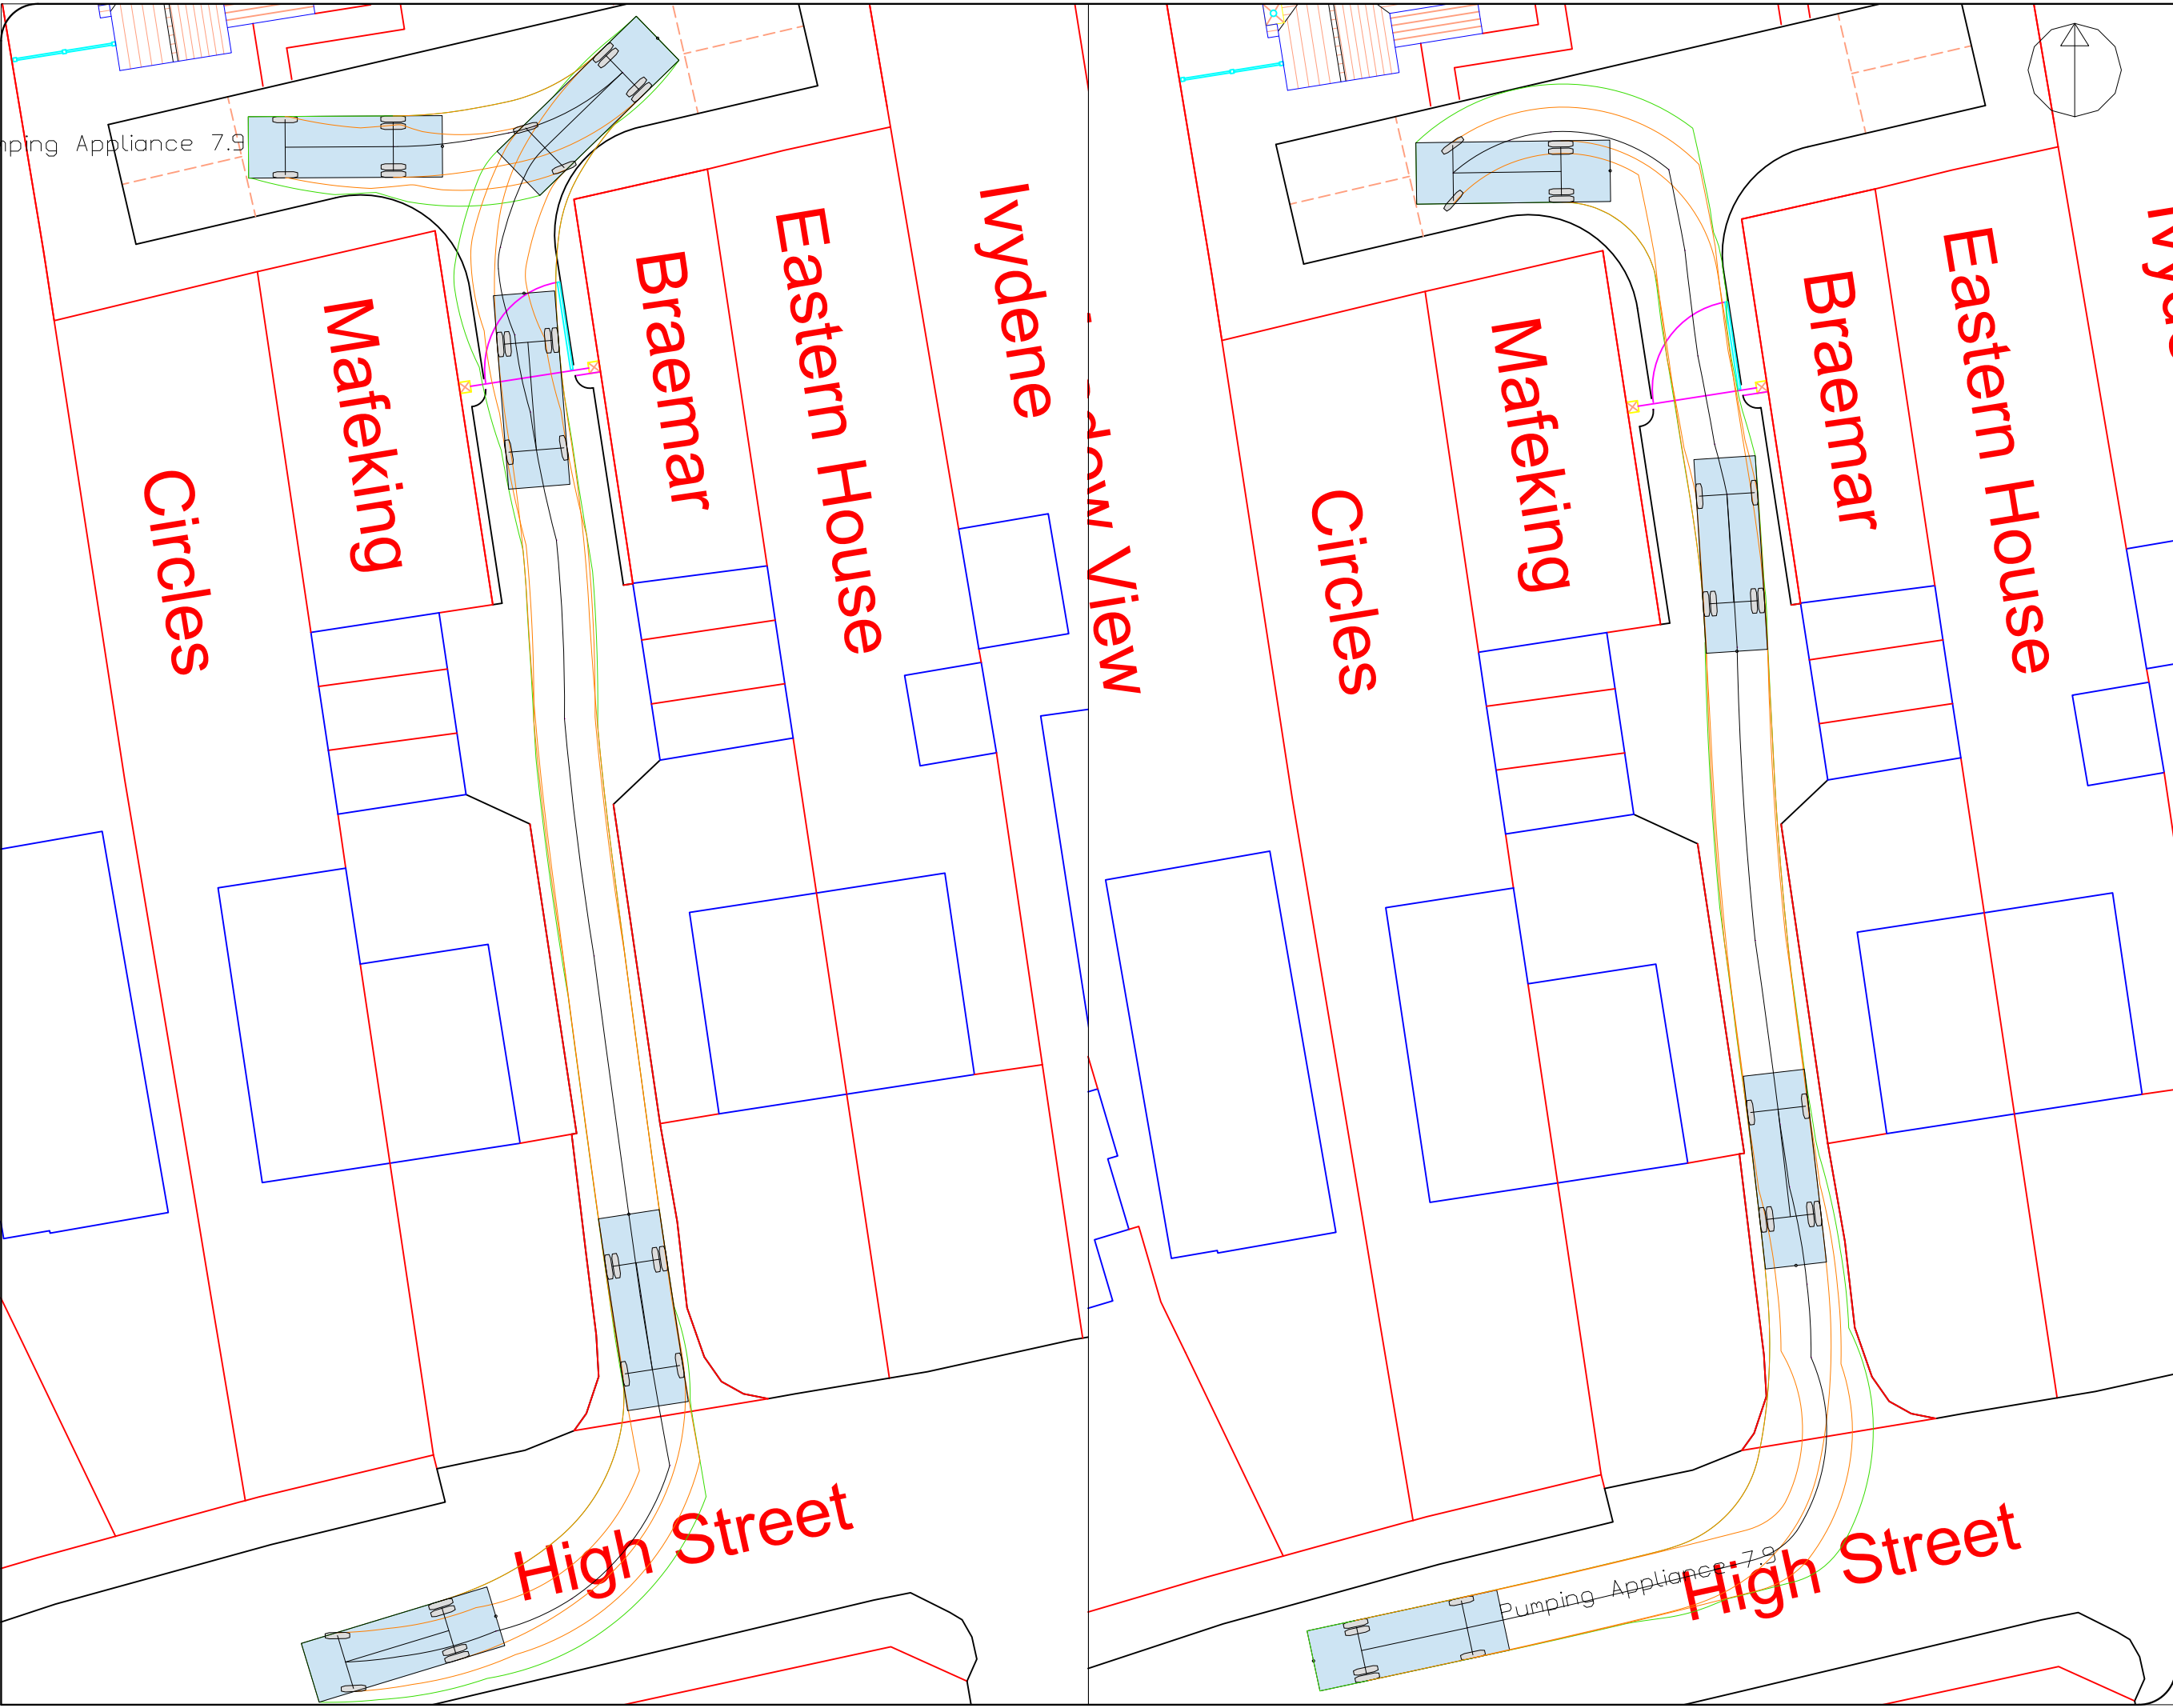 Appliance 7.9
Circles
Mafeking
Braemar
Eastern House
Ivydene
High Street
View
Circles
Mafeking
Braemar
Eastern House
High Street
Pumping Appliance 7.9